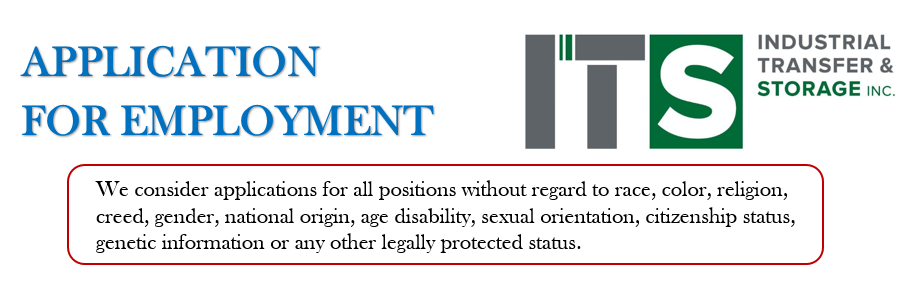 APPLICATION
FOR EMPLOYMENT
ITS
INDUSTRIAL
TRANSFER &
STORAGE INC.
We consider applications for all positions without regard to race, color, religion,
creed, gender, national origin, age disability, sexual orientation, citizenship status,
genetic information or any other legally protected status.